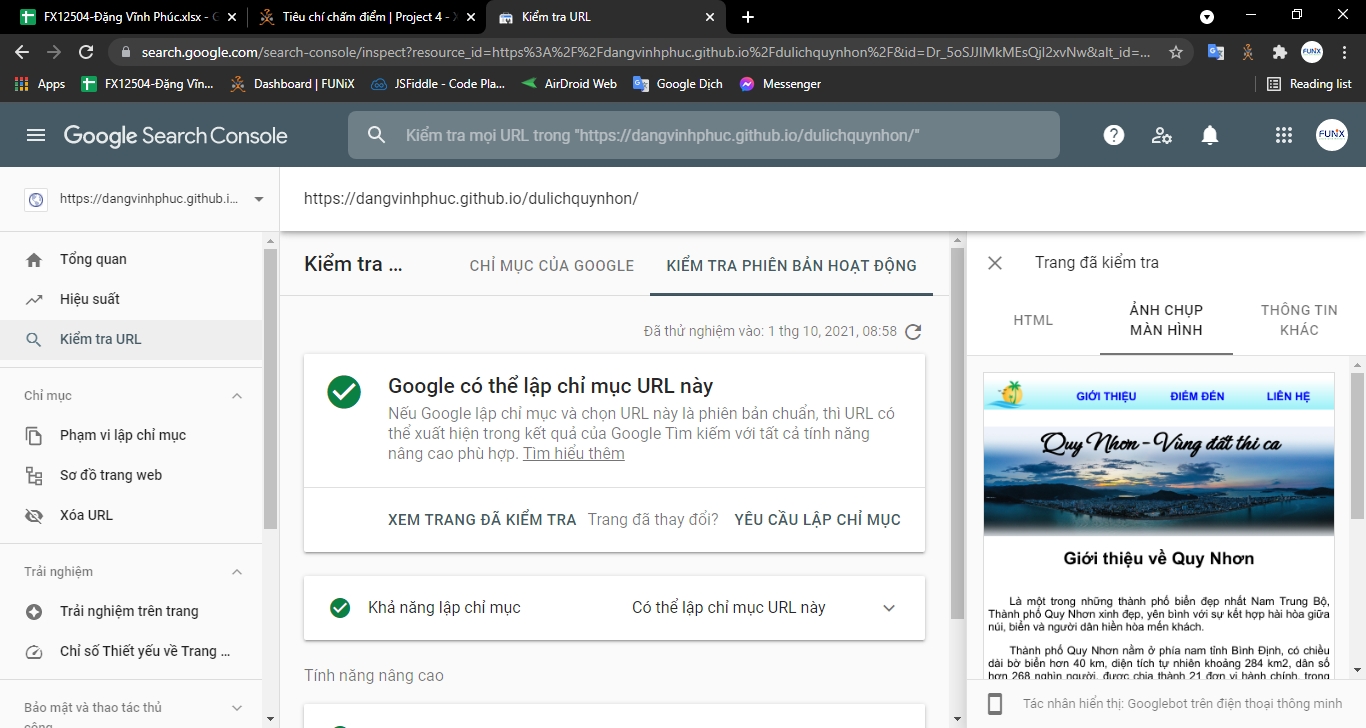 FX12504-Đặng Vĩnh Phúc.xlsx - G
Tiêu chí chấm điểm | Project 4 -
Kiểm tra URL
search.google.com/search-console/inspect?resource_id=https%3A%2F%2Fdangvinhphuc.github.io%2Fdulichquynhon%2F&id=Dr_5oSJJIMkMEsQjl2xvNw&alt_id=...
Apps
FX12504-Đặng Vĩn...
Dashboard | FUNiX
JSFiddle - Code Pla...
AirDroid Web
Google Dịch
Messenger
Reading list
Google Search Console
Kiểm tra mọi URL trong "https://dangvinhphuc.github.io/dulichquynhon/"
FUNiX
https://dangvinhphuc.github.i...
https://dangvinhphuc.github.io/dulichquynhon/
Tổng quan
Hiệu suất
Kiểm tra URL
Chỉ mục
Phạm vi lập chỉ mục
Sơ đồ trang web
Xóa URL
Trải nghiệm
Trải nghiệm trên trang
Chỉ số Thiết yếu về Trang ...
Bảo mật và thao tác thủ
công
Kiểm tra ...
CHỈ MỤC CỦA GOOGLE
KIỂM TRA PHIÊN BẢN HOẠT ĐỘNG
Đã thử nghiệm vào: 1 thg 10, 2021, 08:58
Google có thể lập chỉ mục URL này
Nếu Google lập chỉ mục và chọn URL này là phiên bản chuẩn, thì URL có
thể xuất hiện trong kết quả của Google Tìm kiếm với tất cả tính năng
nâng cao phù hợp. Tìm hiểu thêm
XEM TRANG ĐÃ KIỂM TRA
Trang đã thay đổi?
YÊU CẦU LẬP CHỈ MỤC
Khả năng lập chỉ mục
Có thể lập chỉ mục URL này
Tính năng nâng cao
Trang đã kiểm tra
HTML
ẢNH CHỤP
MÀN HÌNH
THÔNG TIN
KHÁC
GIỚI THIỆU
ĐIỂM ĐẾN
LIÊN HỆ
Quy Nhơn - Vùng đất thi ca
Giới thiệu về Quy Nhơn
Là một trong những thành phố biển đẹp nhất Nam Trung Bộ,
Thành phố Quy Nhơn xinh đẹp, yên bình với sự kết hợp hài hòa giữa
núi, biển và người dân hiền hòa mến khách.
Thành phố Quy Nhơn nằm ở phía nam tỉnh Bình Định, có chiều
dài bờ biển hơn 40 km, diện tích tự nhiên khoảng 284 km2, dân số
hơn 268 nghìn người, được chia thành 21 đơn vị hành chính, trong
Tác nhân hiển thị: Googlebot trên điện thoại thông minh